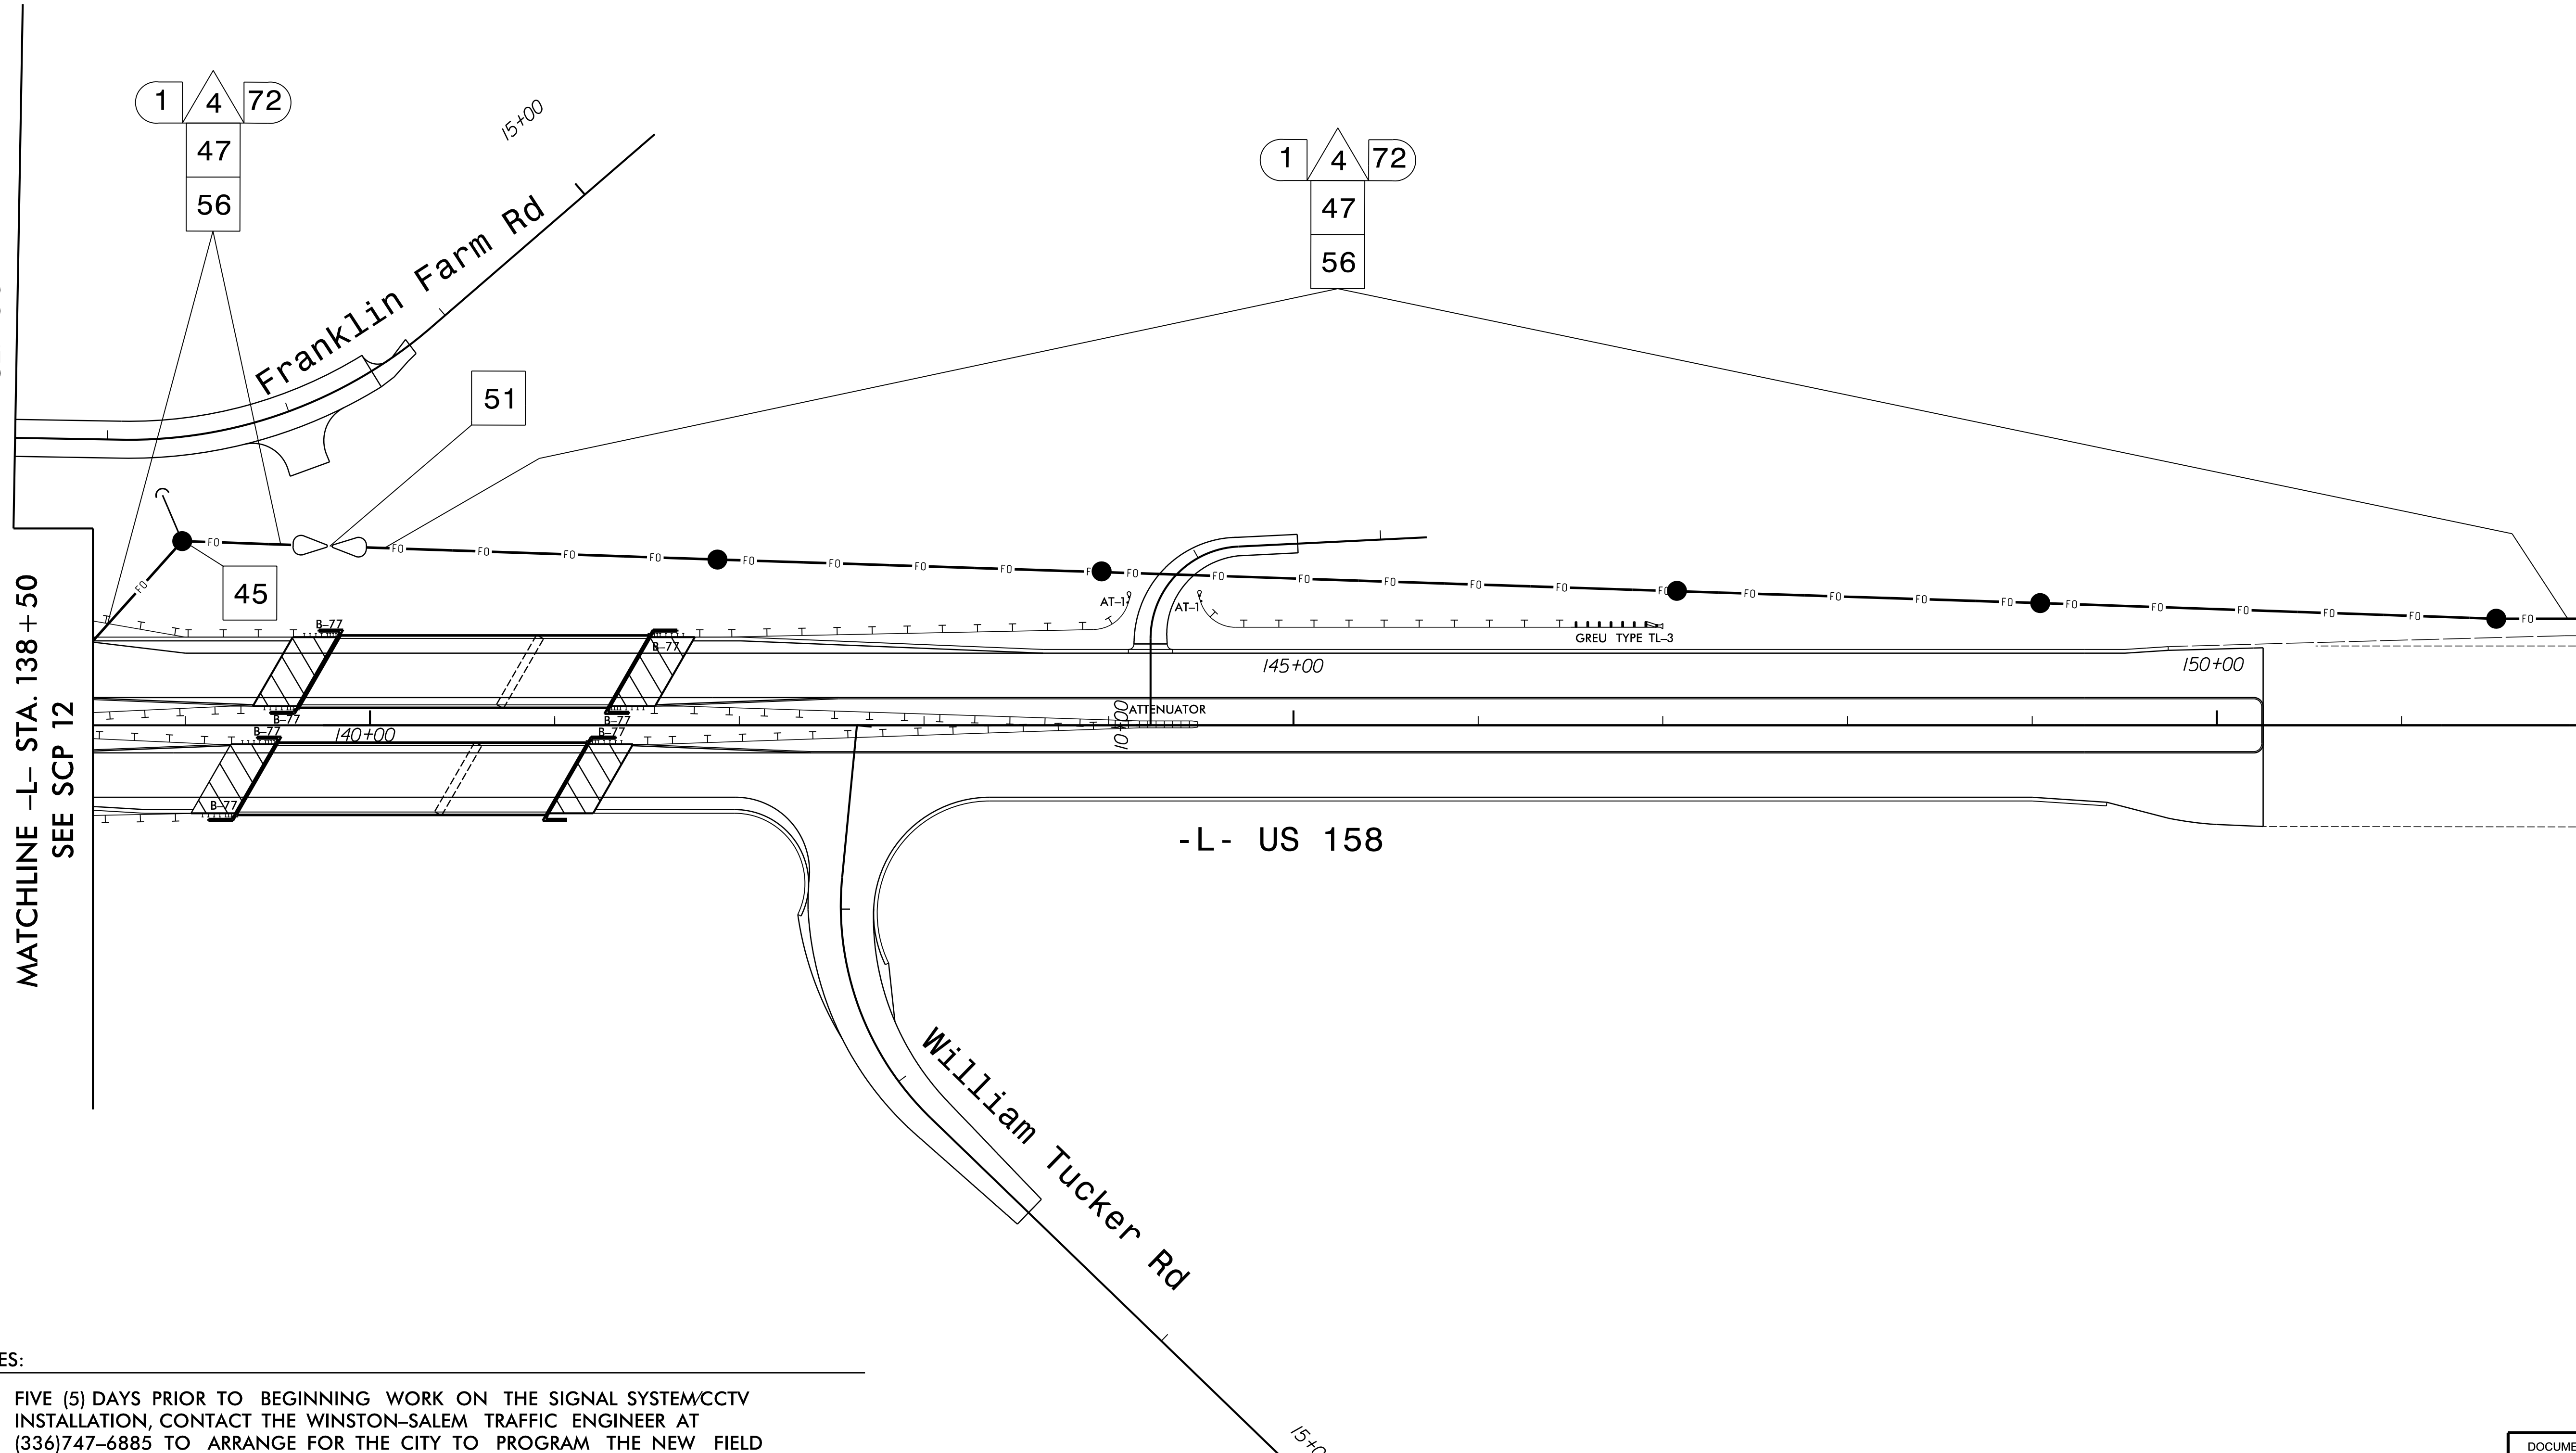 1 4 72
47
56
15+00
Franklin Farm Rd
1 4 72
47
56
51
45
FO FO FO FO FO FO FO FO FO FO FO FO FO FO FO FO FO FO FO FO FO FO FO FO FO FO FO FO
AT-1
AT-1
GREU TYPE TL-3
B-77
B-77
B-77
B-77
B-77
B-77
B-77
140+00
145+00
150+00
10+00
ATTENUATOR
MATCHLINE -L- STA. 138+50
SEE SCP 12
-L- US 158
William Tucker Rd
ES:
FIVE (5) DAYS PRIOR TO BEGINNING WORK ON THE SIGNAL SYSTEM/CCTV
INSTALLATION, CONTACT THE WINSTON-SALEM TRAFFIC ENGINEER AT
(336)747-6885 TO ARRANGE FOR THE CITY TO PROGRAM THE NEW FIELD
DOCUME